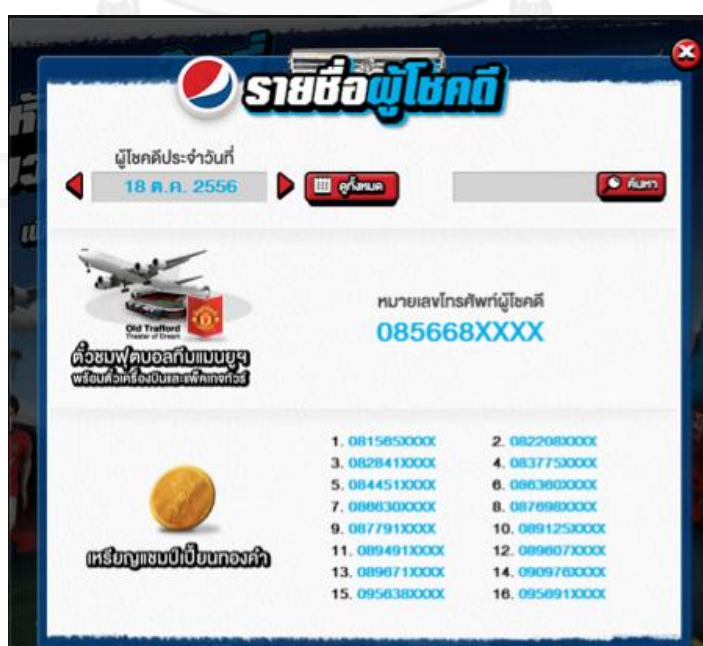 รายชื่อผู้โชคดี
ผู้โชคดีประจำวันที่
18 ต.ค. 2556
ดูทั้งหมด
ค้นหา
Old Trafford
Theater of Dream
ตั๋วชมฟุตบอลทีมแมนยูฯ
พร้อมตั๋วเครื่องบินและแพ็คเกจทัวร์
หมายเลขโทรศัพท์ผู้โชคดี
085668XXXX
เหรียญแชมป์เปี้ยนทองคำ
1. 081565XXXX 2. 082208XXXX
3. 082841XXXX 4. 083775XXXX
5. 084451XXXX 6. 086360XXXX
7. 086630XXXX 8. 087698XXXX
9. 087791XXXX 10. 089125XXXX
11. 089491XXXX 12. 089607XXXX
13. 089671XXXX 14. 090976XXXX
15. 095638XXXX 16. 095691XXXX